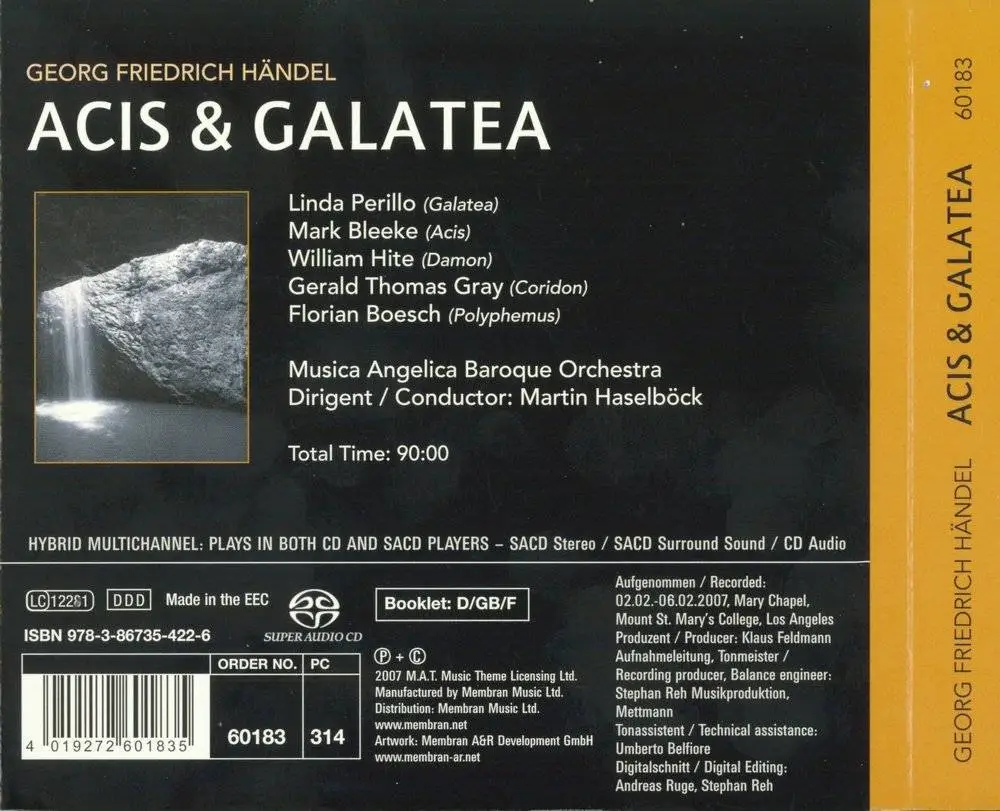 GEORG FRIEDRICH HÄNDEL
ACIS & GALATEA
Linda Perillo (Galatea)
Mark Bleeke (Acis)
William Hite (Damon)
Gerald Thomas Gray (Coridon)
Florian Boesch (Polyphemus)
Musica Angelica Baroque Orchestra
Dirigent / Conductor: Martin Haselböck
Total Time: 90:00
HYBRID MULTICHANNEL: PLAYS IN BOTH CD AND SACD PLAYERS – SACD Stereo / SACD Surround Sound / CD Audio
LC 12281 DDD Made in the EEC
SUPER AUDIO CD
ISBN 978-3-86735-422-6
ORDER NO. PC
60183 314
4 019272 601835
Booklet: D/GB/F
Ⓟ + ©
2007 M.A.T. Music Theme Licensing Ltd.
Manufactured by Membran Music Ltd.
Distribution: Membran Music Ltd.
www.membran.net
Artwork: Membran A&R Development GmbH
www.membran-ar.net
Aufgenommen / Recorded:
02.02.-06.02.2007, Mary Chapel,
Mount St. Mary's College, Los Angeles
Produzent / Producer: Klaus Feldmann
Aufnahmeleitung, Tonmeister /
Recording producer, Balance engineer:
Stephan Reh Musikproduktion,
Mettmann
Tonassistent / Technical assistance:
Umberto Belfiore
Digitalschnitt / Digital Editing:
Andreas Ruge, Stephan Reh
GEORG FRIEDRICH HÄNDEL ACIS & GALATEA 60183